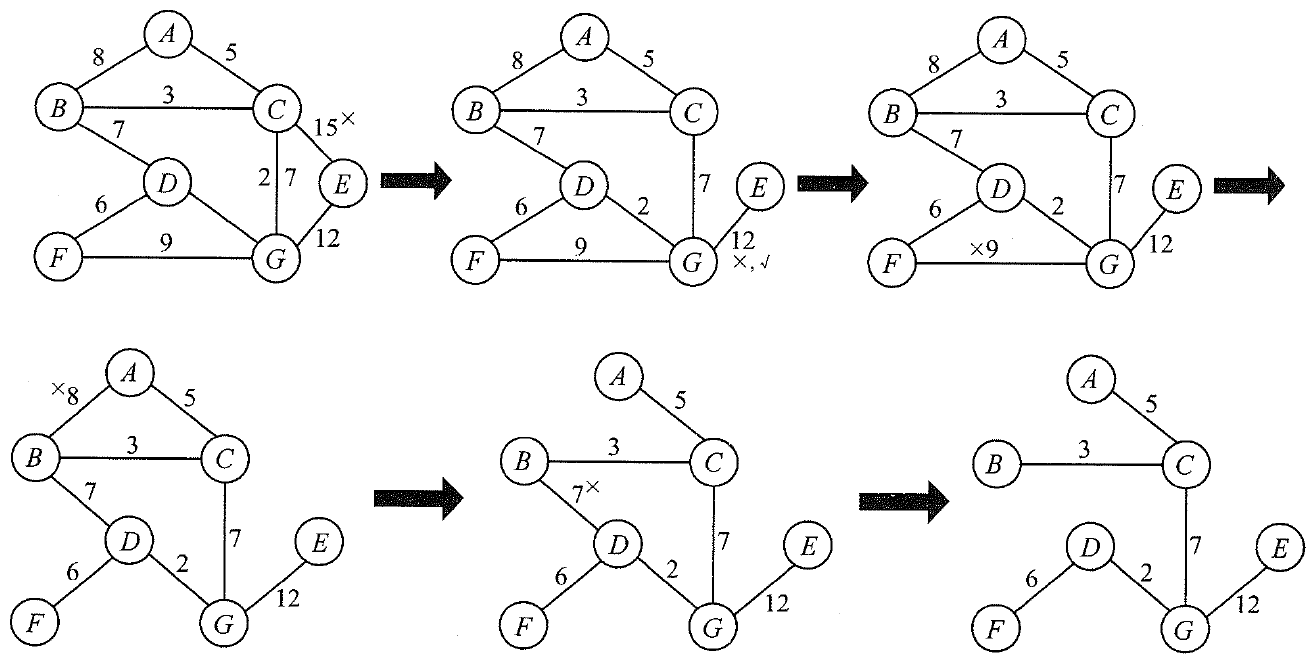 A A A
8 5 8 5 8 5
B 3 C B 3 C B 3 C
15×
7 7 7
D 2 7 E D 7 E D 7 E
6 6 2 6 2
12 12 12
F 9 G F 9 G ×,√ F ×9 G
A A A
×8 5 5 5
B 3 C B 3 C B 3 C
7 7×
D 7 E D 7 E D 7 E
6 2 6 2 6 2
12 12 12
F G F G F G